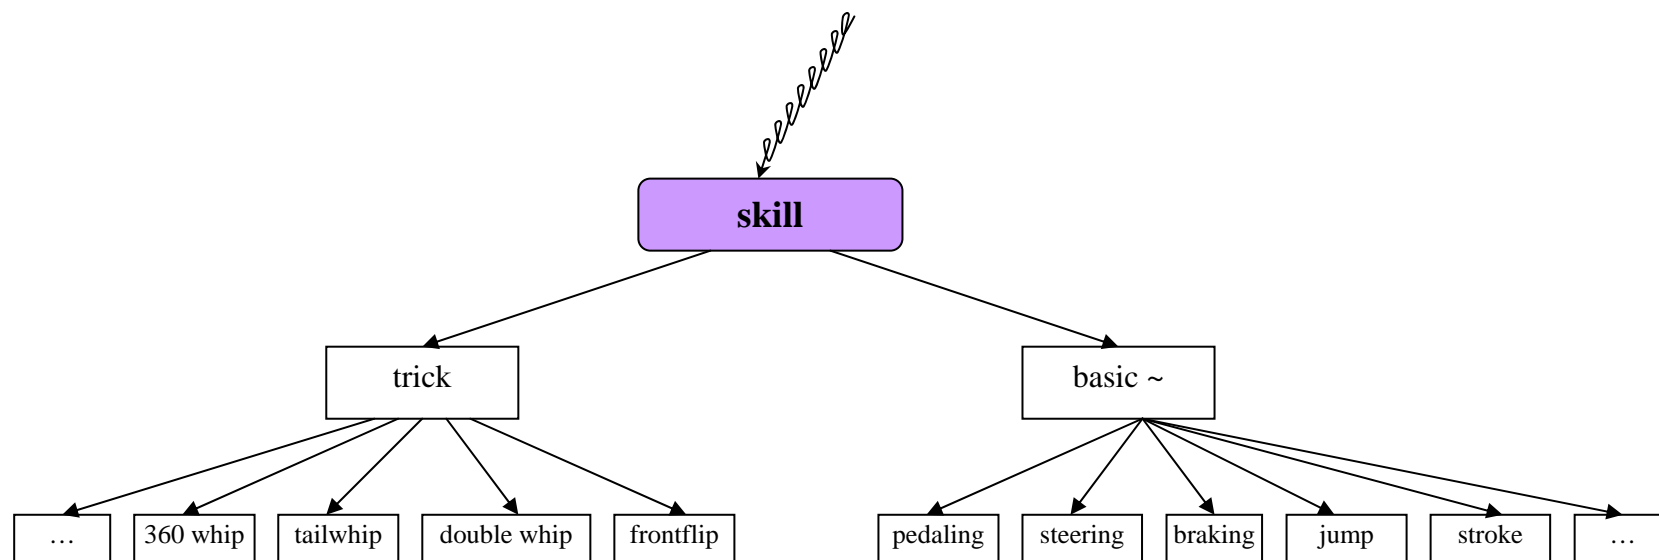 skill
trick
basic ~
…
360 whip
tailwhip
double whip
frontflip
pedaling
steering
braking
jump
stroke
…